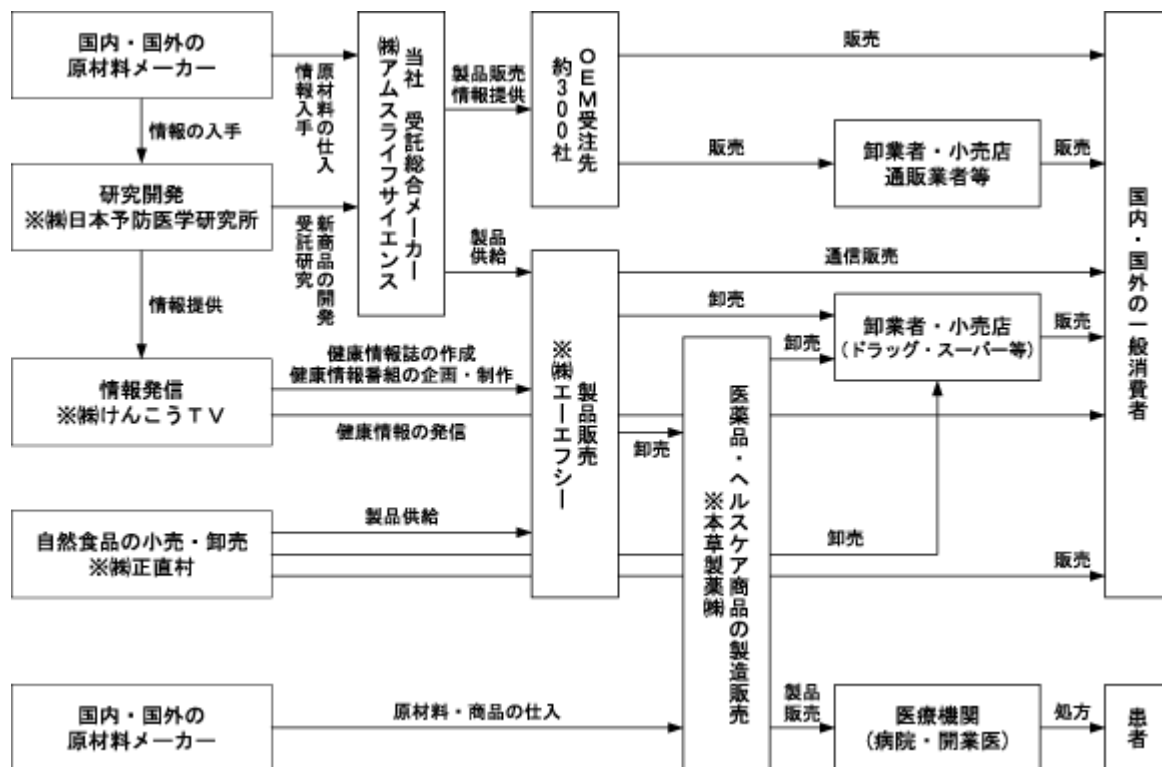 国内・国外の
原材料メーカー
原材料の仕入
情報入手
当社 受託総合メーカー
㈱アムスライフサイエンス
製品販売
情報提供
OEM受注先
約300社
販売
販売
卸業者・小売店
通販業者等
販売
国内・国外の一般消費者
情報の入手
研究開発
※㈱日本予防医学研究所
新商品の開発
受託研究
製品
供給
製品販売
※㈱エーエフシー
通信販売
卸売
卸売
卸業者・小売店
(ドラッグ・スーパー等)
販売
情報提供
情報発信
※㈱けんこうTV
健康情報誌の作成
健康情報番組の企画・制作
健康情報の発信
卸売
医薬品・ヘルスケア商品の製造販売
※本草製薬㈱
自然食品の小売・卸売
※㈱正直村
製品供給
卸売
販売
国内・国外の
原材料メーカー
原材料・商品の仕入
製品
販売
医療機関
(病院・開業医)
処方
患者